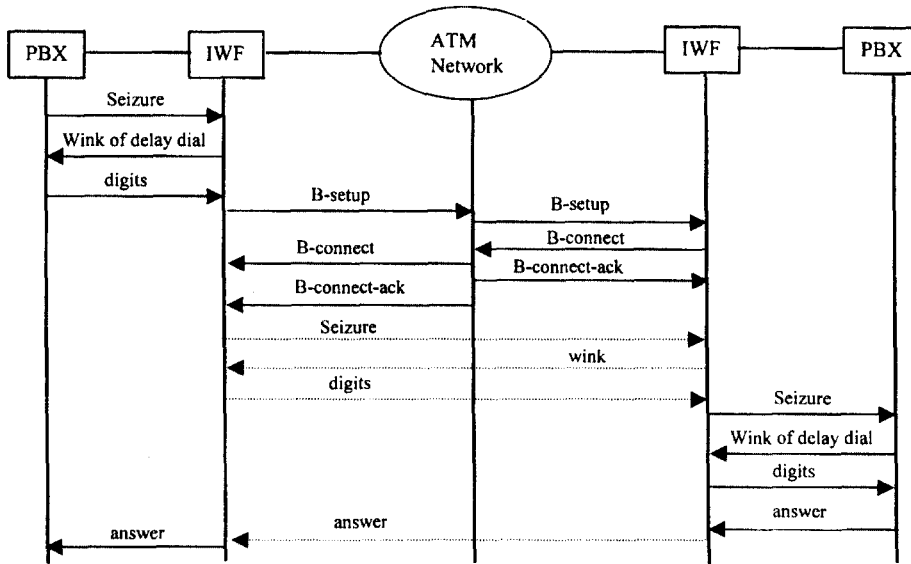 PBX
IWF
ATM
Network
IWF
PBX
Seizure
Wink of delay dial
digits
B-setup
B-setup
B-connect
B-connect
B-connect-ack
B-connect-ack
Seizure
wink
digits
Seizure
Wink of delay dial
digits
answer
answer
answer